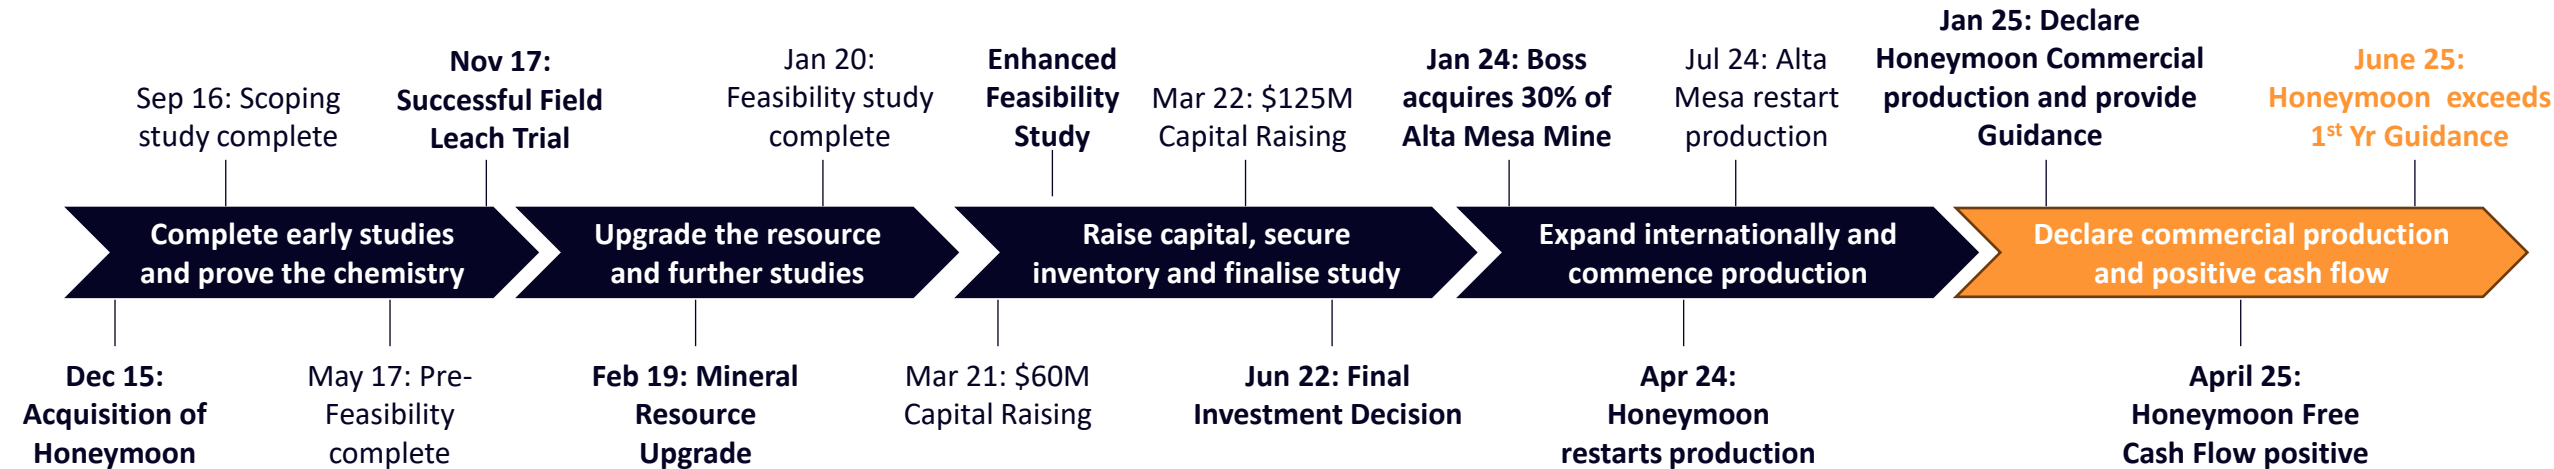 Sep 16: Scoping
study complete
Nov 17:
Successful Field
Leach Trial
Jan 20:
Feasibility study
complete
Enhanced
Feasibility
Study
Mar 22: $125M
Capital Raising
Jan 24: Boss
acquires 30% of
Alta Mesa Mine
Jul 24: Alta
Mesa restart
production
Jan 25: Declare
Honeymoon Commercial
production and provide
Guidance
June 25:
Honeymoon  exceeds
1st Yr Guidance
Complete early studies
and prove the chemistry
Upgrade the resource
and further studies
Raise capital, secure
inventory and finalise study
Expand internationally and
commence production
Declare commercial production
and positive cash flow
Dec 15:
Acquisition of
Honeymoon
May 17: Pre-
Feasibility
complete
Feb 19: Mineral
Resource
Upgrade
Mar 21: $60M
Capital Raising
Jun 22: Final
Investment Decision
Apr 24:
Honeymoon
restarts production
April 25:
Honeymoon Free
Cash Flow positive